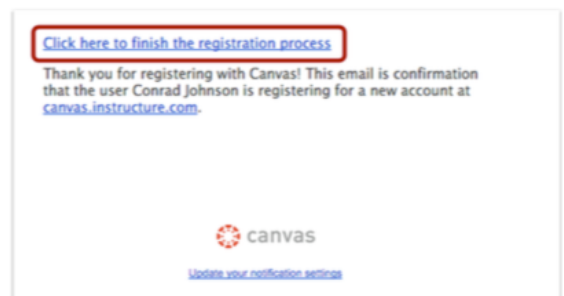 Click here to finish the registration process
Thank you for registering with Canvas! This email is confirmation
that the user Conrad Johnson is registering for a new account at
canvas.instructure.com.
canvas
Update your notification settings